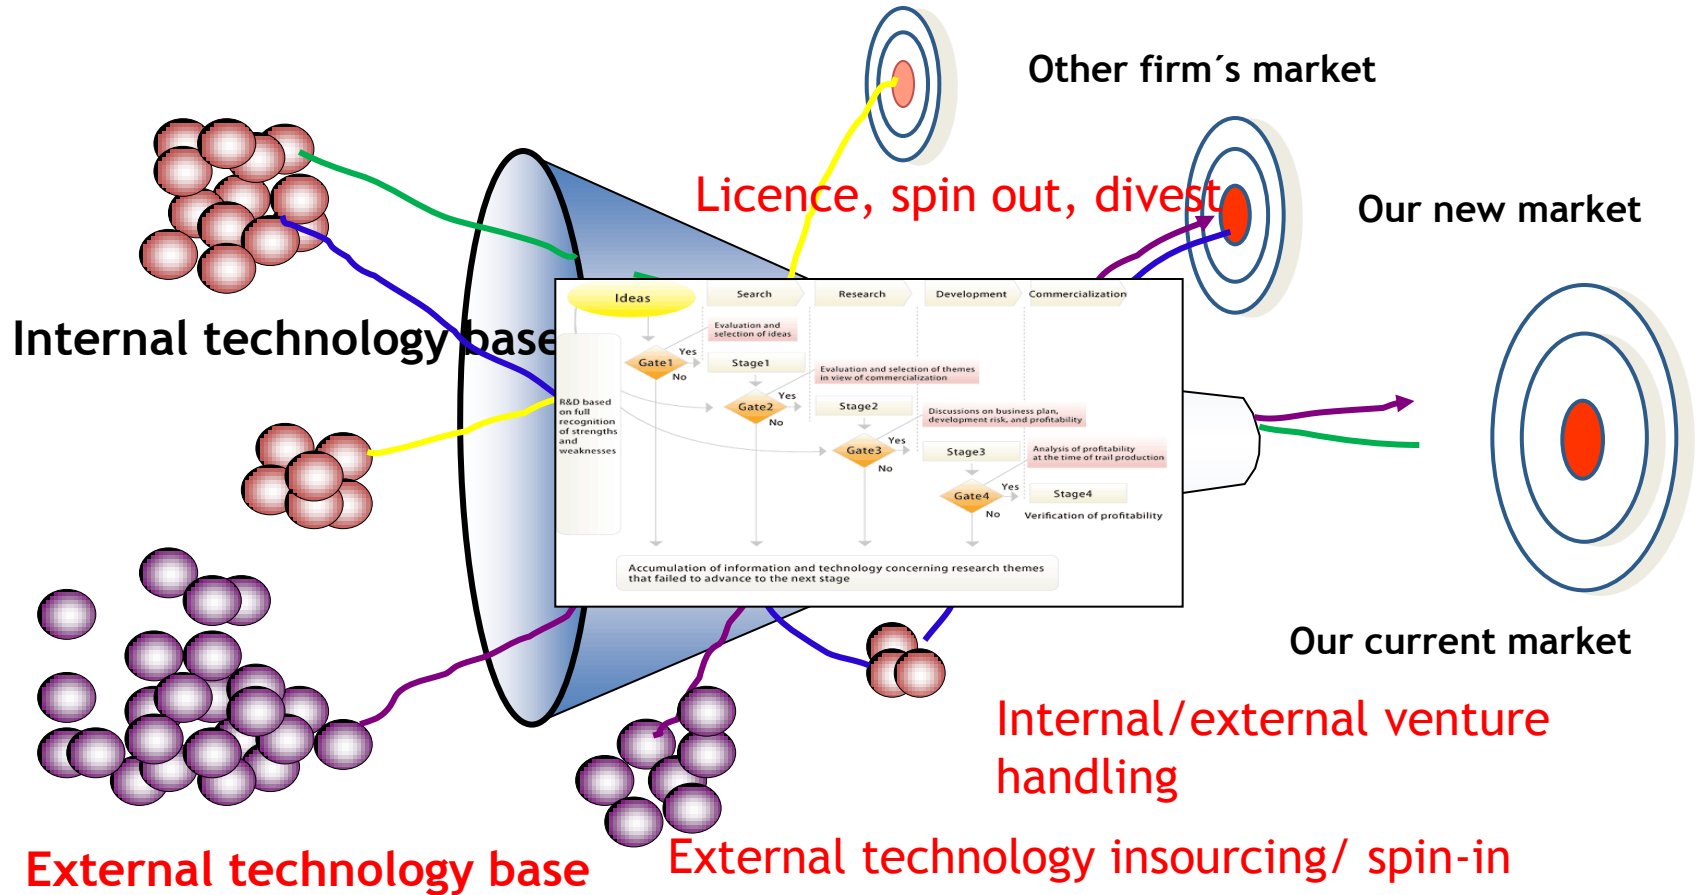 Other firm´s market
Licence, spin out, divest
Our new market
Internal technology base
Ideas
Search
Research
Development
Commercialization
Evaluation and
selection of ideas
Gate1
Yes
No
Stage1
Evaluation and selection of themes
in view of commercialization
R&D based
on full
recognition
of strengths
and
weaknesses
Gate2
Yes
No
Stage2
Discussions on business plan,
development risk, and profitability
Gate3
Yes
No
Stage3
Analysis of profitability
at the time of trail production
Gate4
Yes
No
Stage4
Verification of profitability
Accumulation of information and technology concerning research themes
that failed to advance to the next stage
Our current market
Internal/external venture
handling
External technology insourcing/ spin-in
External technology base